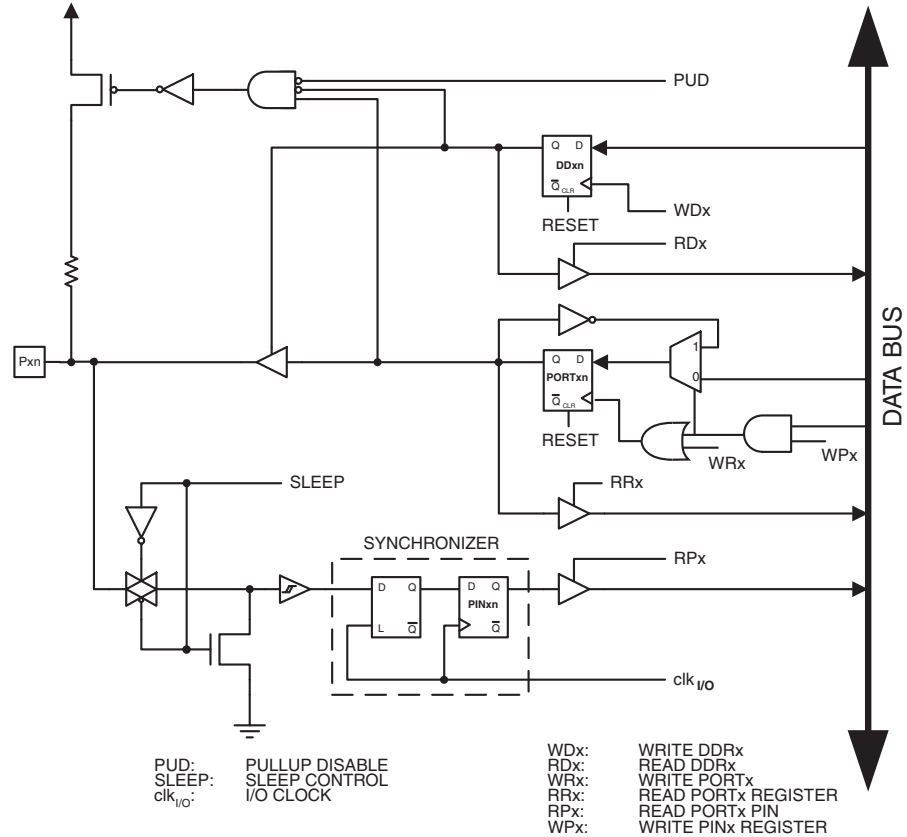 PUD
Q D
DDxn
Q CLR
WDx
RESET
RDx
Pxn
1
Q D
0
PORTxn
Q CLR
RESET
WRx
WPx
DATA BUS
SLEEP
RRx
SYNCHRONIZER
RPx
D Q
D Q
PINxn
L Q
Q
clk I/O
PUD: PULLUP DISABLE
SLEEP: SLEEP CONTROL
clkI/O: I/O CLOCK
WDx: WRITE DDRx
RDx: READ DDRx
WRx: WRITE PORTx
RRx: READ PORTx REGISTER
RPx: READ PORTx PIN
WPx: WRITE PINx REGISTER